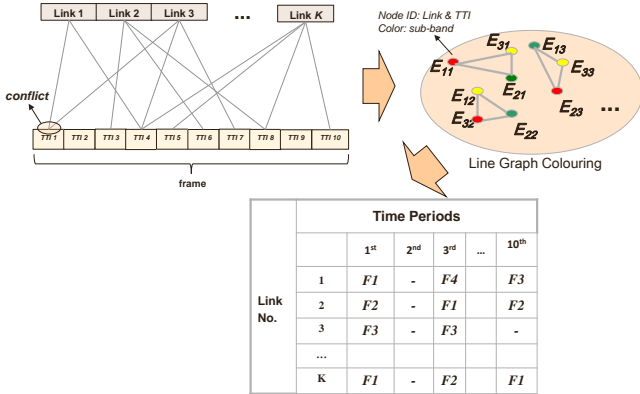 Link 1 Link 2 Link 3 ... Link K
conflict
TTI 1 TTI 2 TTI 3 TTI 4 TTI 5 TTI 6 TTI 7 TTI 8 TTI 9 TTI 10
frame
Node ID: Link & TTI
Color: sub-band
E31 E13
E11 E33
E21
E12 E23 ...
E32 E22
Line Graph Colouring
Time Periods
1st 2nd 3rd ... 10th
Link No.
1 F1 - F4 F3
2 F2 - F1 F2
3 F3 - F3 -
...
K F1 - F2 F1